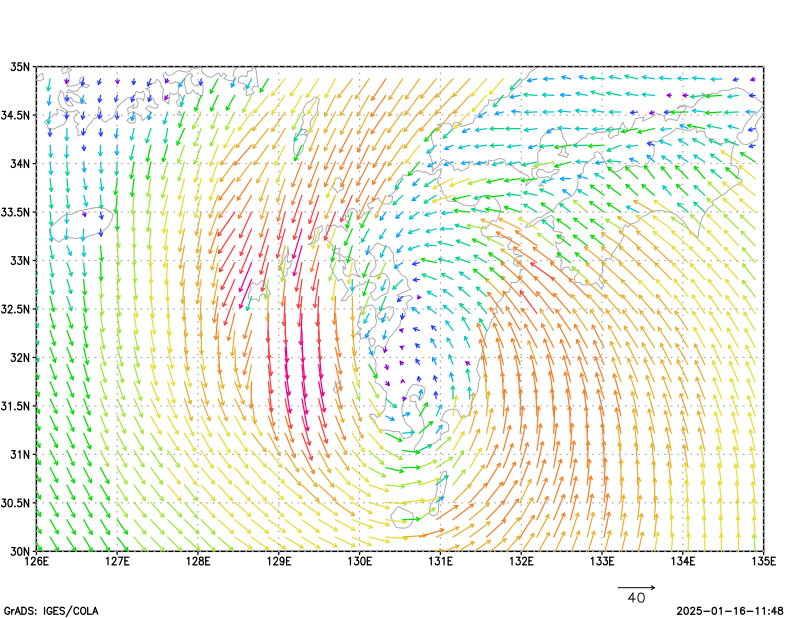 35N
34.5N
34N
33.5N
33N
32.5N
32N
31.5N
31N
30.5N
30N
126E 127E 128E 129E 130E 131E 132E 133E 134E 135E
40
GrADS: IGES/COLA 2025-01-16-11:48